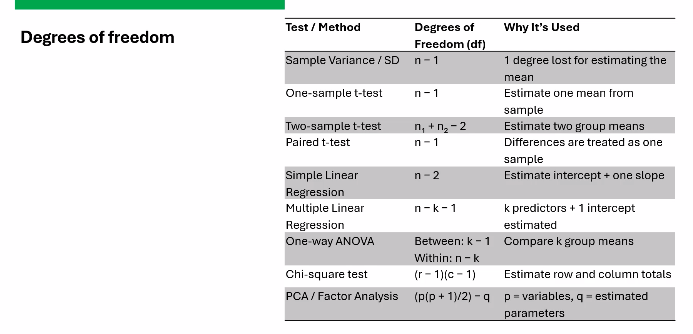 Degrees of freedom
Test / Method Degrees of Freedom (df) Why It's Used
Sample Variance / SD n − 1 1 degree lost for estimating the mean
One-sample t-test n − 1 Estimate one mean from sample
Two-sample t-test n₁ + n₂ − 2 Estimate two group means
Paired t-test n − 1 Differences are treated as one sample
Simple Linear Regression n − 2 Estimate intercept + one slope
Multiple Linear Regression n − k − 1 k predictors + 1 intercept estimated
One-way ANOVA Between: k − 1 Within: n − k Compare k group means
Chi-square test (r − 1)(c − 1) Estimate row and column totals
PCA / Factor Analysis (p(p + 1)/2) − q p = variables, q = estimated parameters